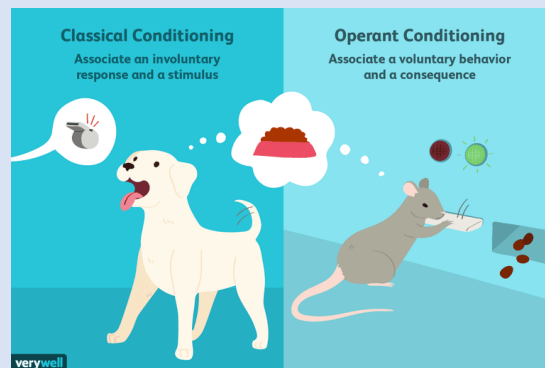 Classical Conditioning
Associate an involuntary
response and a stimulus
Operant Conditioning
Associate a voluntary behavior
and a consequence
verywell